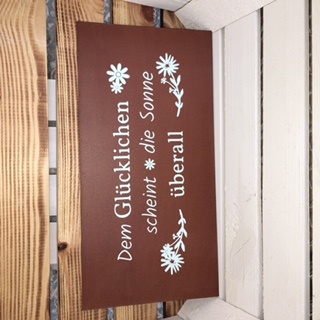 Dem Glücklichen
scheint die Sonne
überall